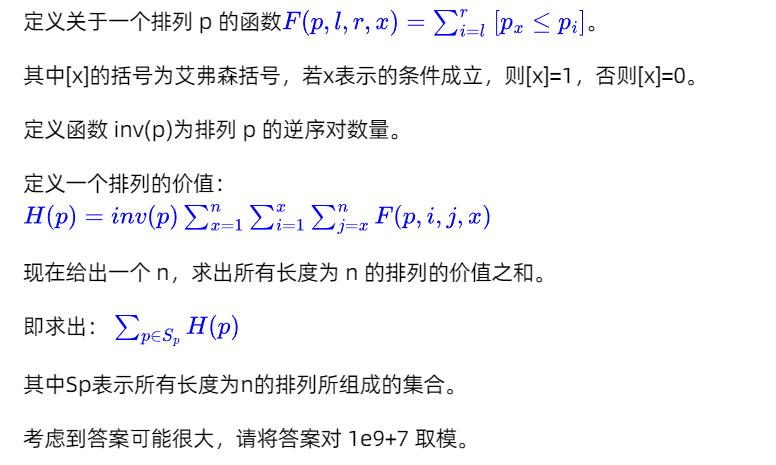 定义关于一个排列 p 的函数$F(p,l,r,x)=\sum_{i=l}^{r}[p_x \leq p_i]$。
其中[x]的括号为艾弗森括号，若x表示的条件成立，则[x]=1，否则[x]=0。
定义函数 inv(p)为排列 p 的逆序对数量。
定义一个排列的价值：
$H(p)=inv(p)\sum_{x=1}^{n}\sum_{i=1}^{x}\sum_{j=x}^{n}F(p,i,j,x)$
现在给出一个 n，求出所有长度为 n 的排列的价值之和。
即求出： $\sum_{p\in S_p}H(p)$
其中Sp表示所有长度为n的排列所组成的集合。
考虑到答案可能很大，请将答案对 1e9+7 取模。